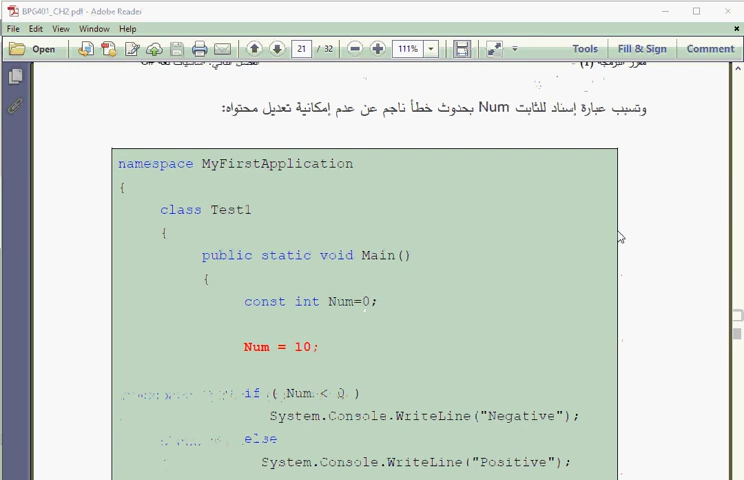 BPG401_CH2.pdf - Adobe Reader
File Edit View Window Help
Open 21 / 32 111% Tools Fill & Sign Comment
وتسبب عبارة إسناد للثابت Num بحدوث خطأ ناجم عن عدم إمكانية تعديل محتواه:
namespace MyFirstApplication
{
class Test1
{
public static void Main()
{
const int Num=0;
Num = 10;
if ( Num < 0 )
System.Console.WriteLine("Negative");
else
System.Console.WriteLine("Positive");